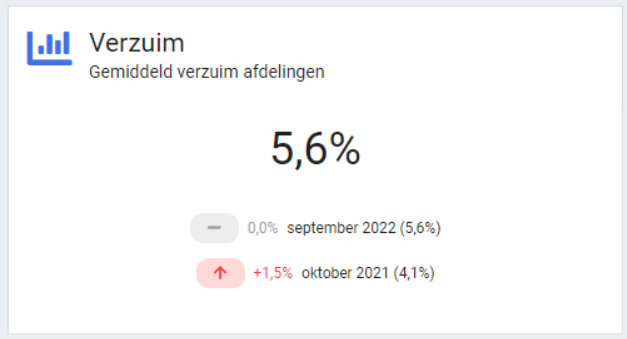 Verzuim
Gemiddeld verzuim afdelingen
5,6%
0,0% september 2022 (5,6%)
+1,5% oktober 2021 (4,1%)